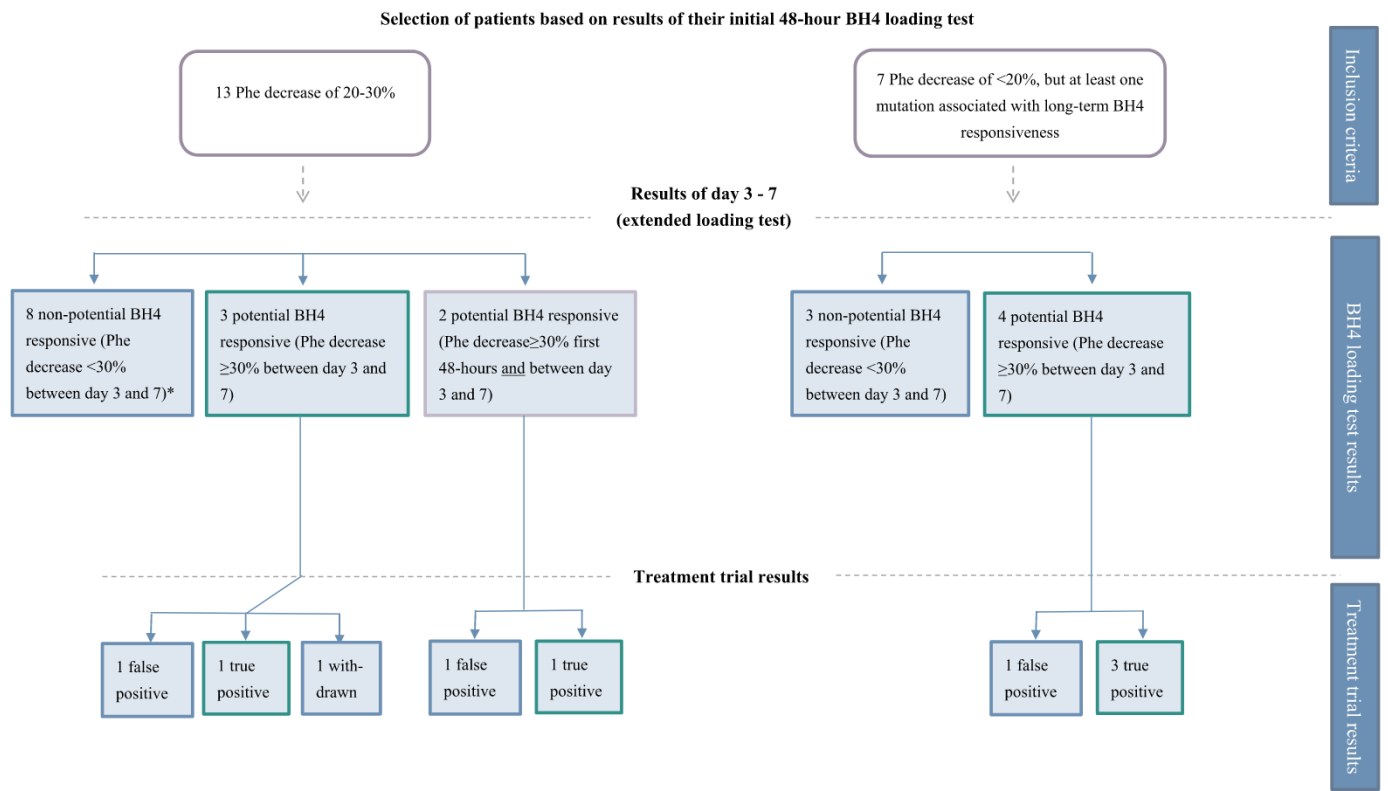 Selection of patients based on results of their initial 48-hour BH4 loading test
13 Phe decrease of 20-30%
7 Phe decrease of <20%, but at least one
mutation associated with long-term BH4
responsiveness
Inclusion criteria
Results of day 3 - 7
(extended loading test)
8 non-potential BH4
responsive (Phe
decrease <30%
between day 3 and 7)*
3 potential BH4
responsive (Phe decrease
≥30% between day 3 and
7)
2 potential BH4 responsive
(Phe decrease≥30% first
48-hours and between day
3 and 7)
3 non-potential BH4
responsive (Phe
decrease <30%
between day 3 and 7)
4 potential BH4
responsive (Phe decrease
≥30% between day 3 and
7)
BH4 loading test results
Treatment trial results
1 false
positive
1 true
positive
1 with-
drawn
1 false
positive
1 true
positive
1 false
positive
3 true
positive
Treatment trial results